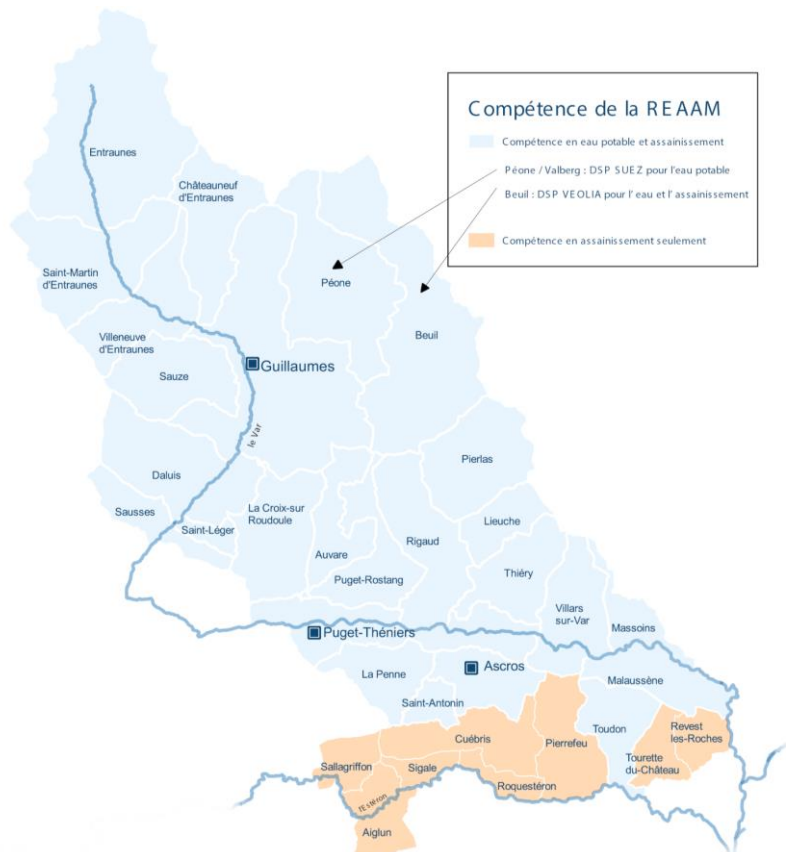 Compétence de la REAAM
Compétence en eau potable et assainissement
Péone / Valberg : DSP SUEZ pour l'eau potable
Beuil : DSP VEOLIA pour l' eau et l' assainissement
Compétence en assainissement seulement
Entraunes
Châteauneuf
d'Entraunes
Saint-Martin
d'Entraunes
Péone
Beuil
Villeneuve
d'Entraunes
Sauze
Guillaumes
le Var
Pierlas
Daluis
Sausses
Saint-Léger
La Croix-sur
Roudoule
Lieuche
Rigaud
Auvare
Puget-Rostang
Thiéry
Villars
sur-Var
Massoins
Puget-Théniers
Ascros
La Penne
Malaussène
Saint-Antonin
Toudon
Revest
les-Roches
Cuébris
Pierrefeu
Tourette
du-Château
Sallagriffon
Sigale
Roquestéron
l'Estéron
Aiglun